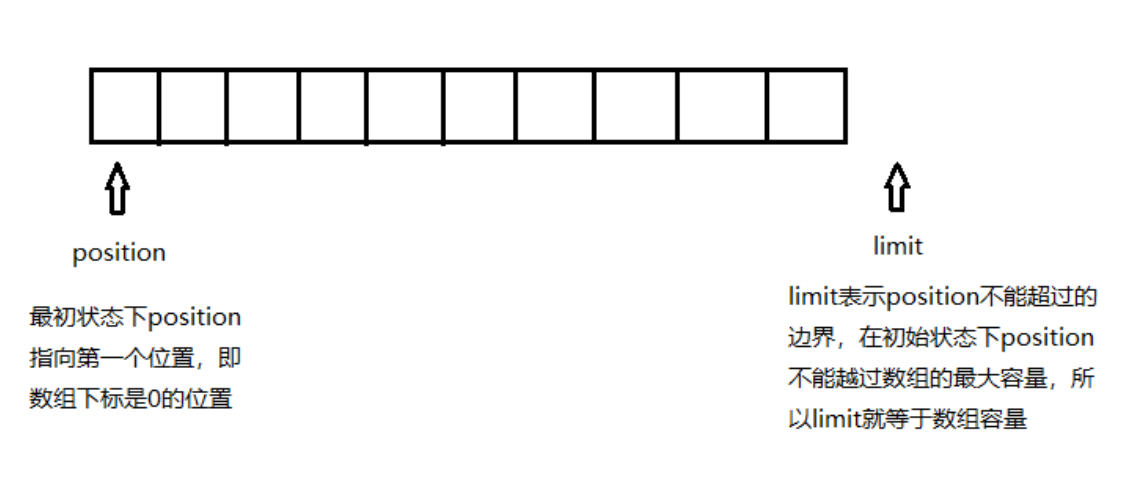 position
最初状态下position
指向第一个位置，即
数组下标是0的位置
limit
limit表示position不能超过的
边界，在初始状态下position
不能越过数组的最大容量，所
以limit就等于数组容量